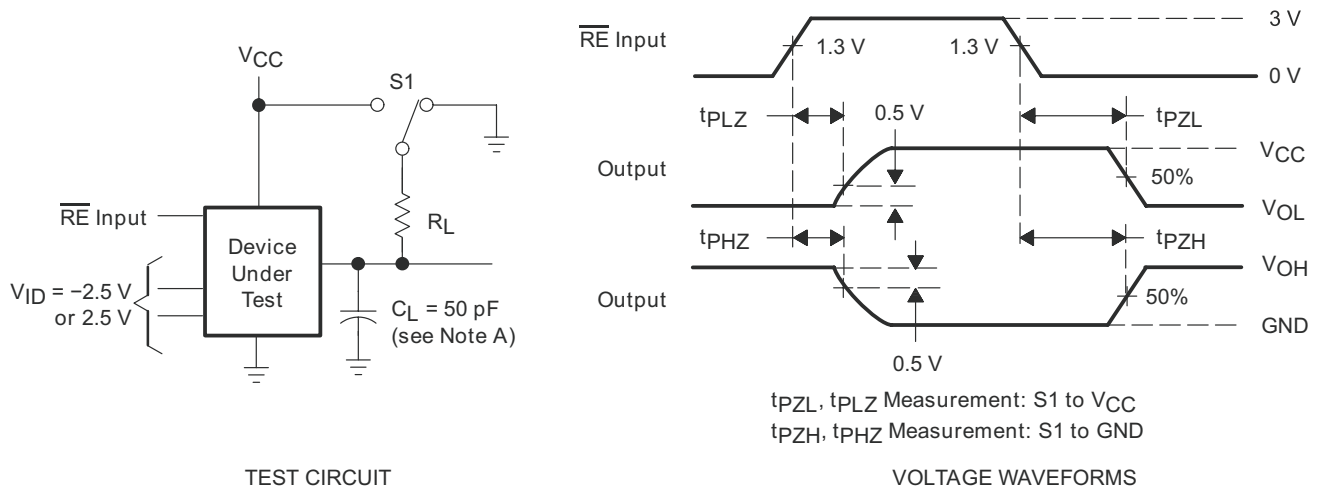 VCC
S1
RE Input
RL
Device
Under
Test
VID = −2.5 V
or 2.5 V
CL = 50 pF
(see Note A)
TEST CIRCUIT
RE Input
3 V
1.3 V
1.3 V
0 V
tPLZ
0.5 V
tPZL
Output
VCC
50%
VOL
tPHZ
tPZH
VOH
Output
50%
GND
0.5 V
tPZL, tPLZ Measurement: S1 to VCC
tPZH, tPHZ Measurement: S1 to GND
VOLTAGE WAVEFORMS